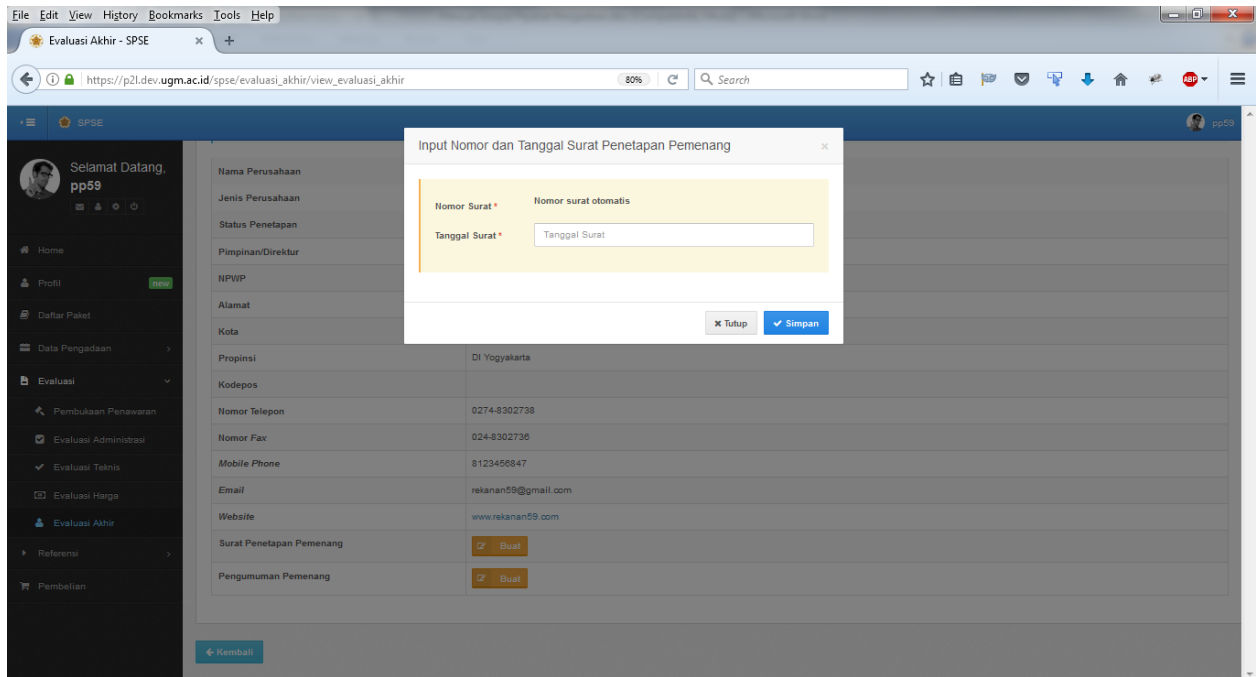 File Edit View History Bookmarks Tools Help
Evaluasi Akhir - SPSE
https://p2l.dev.ugm.ac.id/spse/evaluasi_akhir/view_evaluasi_akhir 80% Search ABP
SPSE pp59
Selamat Datang,
pp59
Home
Profil new
Daftar Paket
Data Pengadaan
Evaluasi
Pembukaan Penawaran
Evaluasi Administrasi
Evaluasi Teknis
Evaluasi Harga
Evaluasi Akhir
Referensi
Pembelian
Input Nomor dan Tanggal Surat Penetapan Pemenang ×
Nomor Surat * Nomor surat otomatis
Tanggal Surat * Tanggal Surat
Tutup Simpan
Nama Perusahaan
Jenis Perusahaan
Status Penetapan
Pimpinan/Direktur
NPWP
Alamat
Kota
Propinsi DI Yogyakarta
Kodepos
Nomor Telepon 0274-8302738
Nomor Fax 024-8302736
Mobile Phone 8123456847
Email rekanan59@gmail.com
Website www.rekanan59.com
Surat Penetapan Pemenang Buat
Pengumuman Pemenang Buat
Kembali